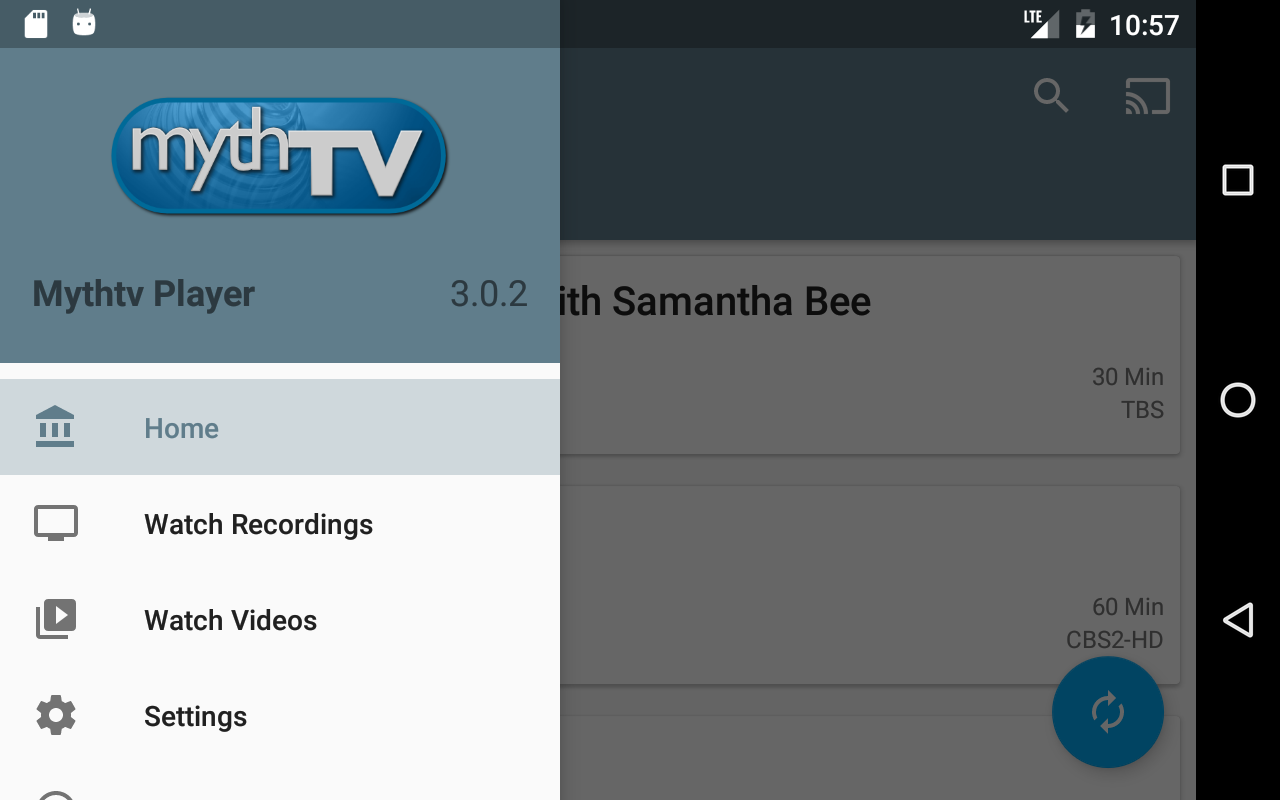 LTE 10:57
mythTV
Mythtv Player 3.0.2
ith Samantha Bee
30 Min
TBS
Home
Watch Recordings
Watch Videos
60 Min
CBS2-HD
Settings